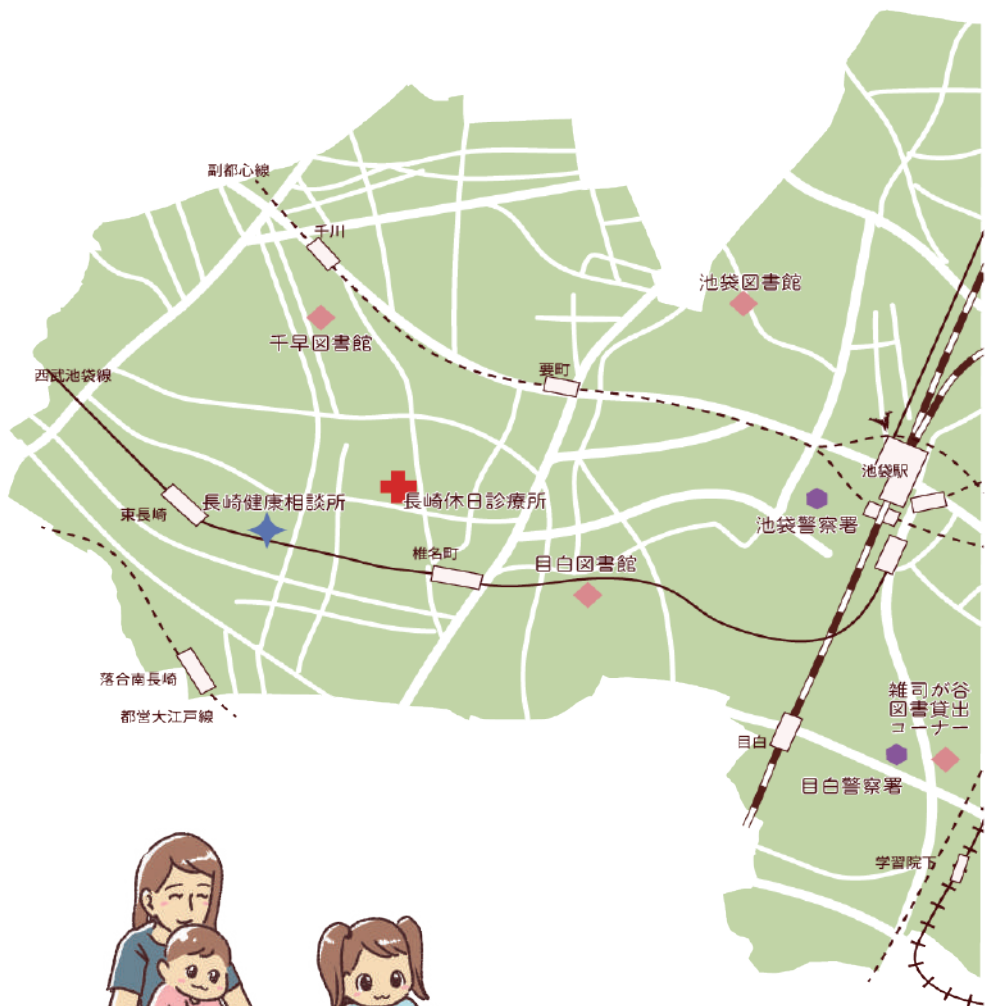 副都心線
千川
池袋図書館
千早図書館
西武池袋線
要町
池袋駅
長崎健康相談所
長崎休日診療所
東長崎
池袋警察署
椎名町
目白図書館
落合南長崎
都営大江戸線
雑司が谷
図書貸出
コーナー
目白
目白警察署
学習院下